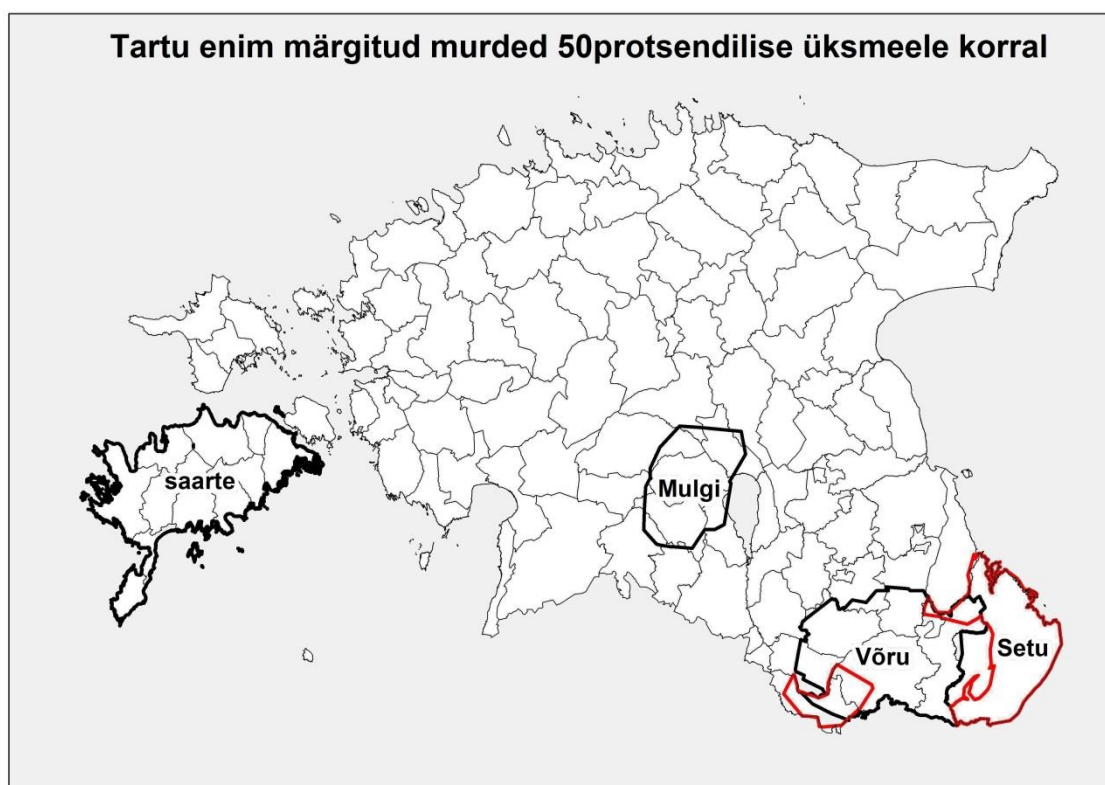 Tartu enim märgitud murded 50protsendilise üksmeele korral
saarte
Mulgi
Võru
Setu